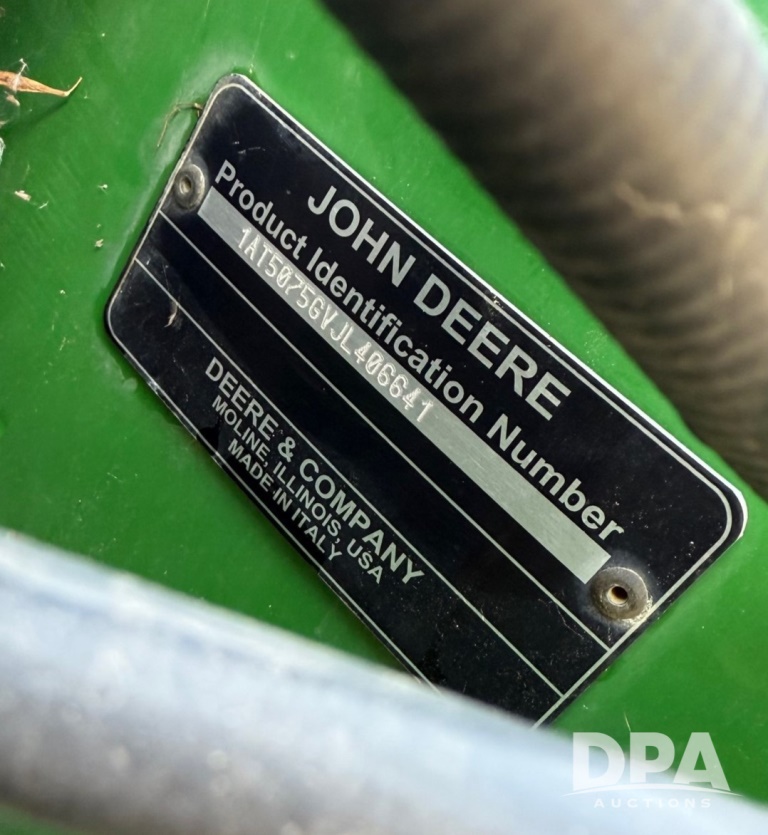 JOHN DEERE
Product Identification Number
1AT5075GVJL406641
DEERE & COMPANY
MOLINE, ILLINOIS, USA
MADE IN ITALY
DPA
AUCTIONS